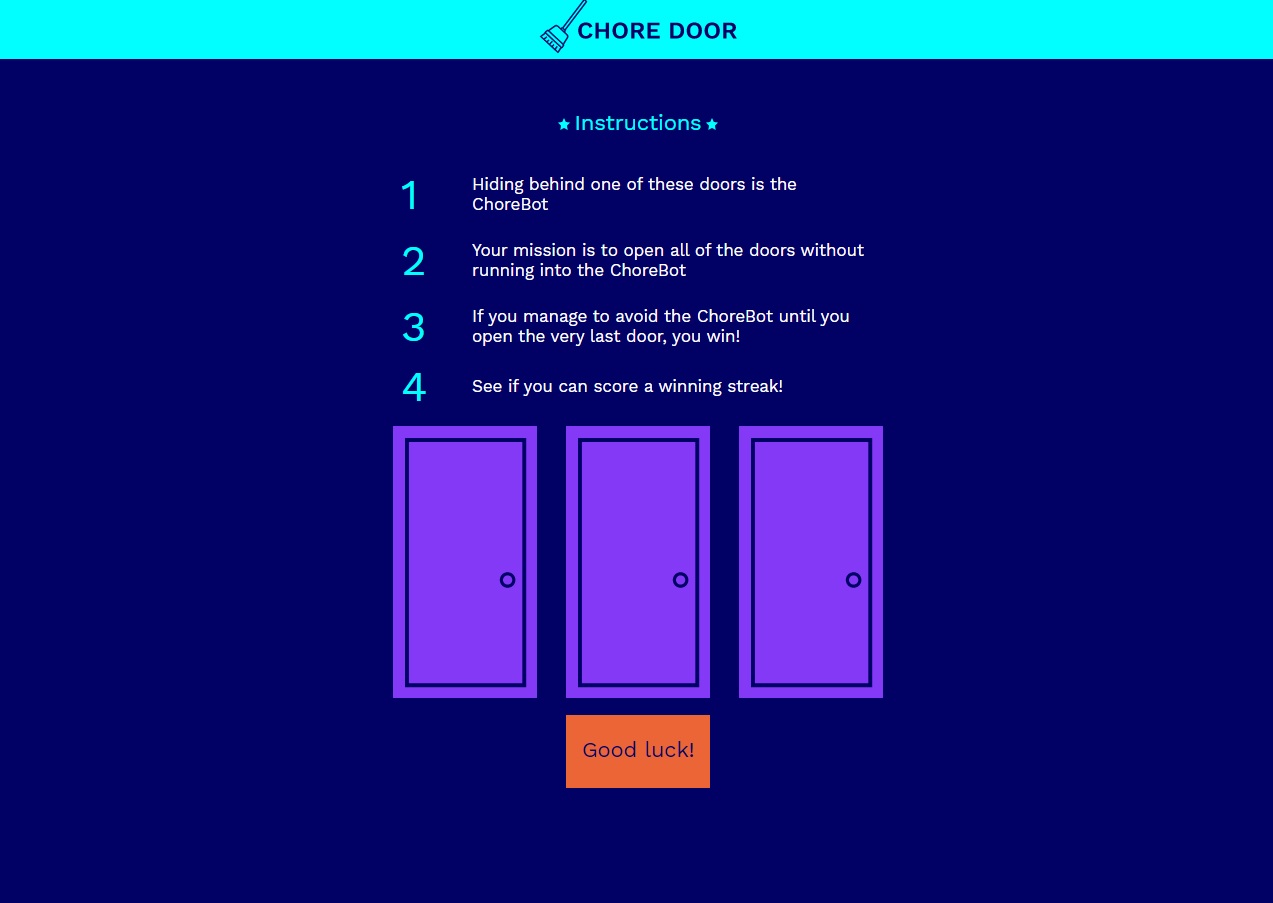 CHORE DOOR
Instructions
1
Hiding behind one of these doors is the
ChoreBot
2
Your mission is to open all of the doors without
running into the ChoreBot
3
If you manage to avoid the ChoreBot until you
open the very last door, you win!
4
See if you can score a winning streak!
Good luck!